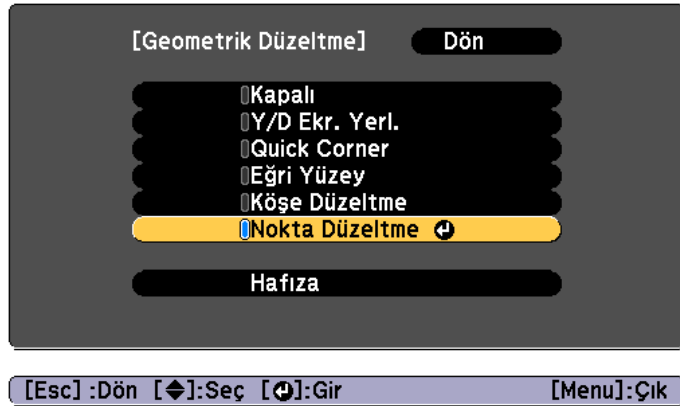 [Geometrik Düzeltme] Dön
Kapalı
Y/D Ekr. Yerl.
Quick Corner
Eğri Yüzey
Köşe Düzeltme
Nokta Düzeltme
Hafıza
[Esc] :Dön [◆]:Seç [↵]:Gir [Menu]:Çık